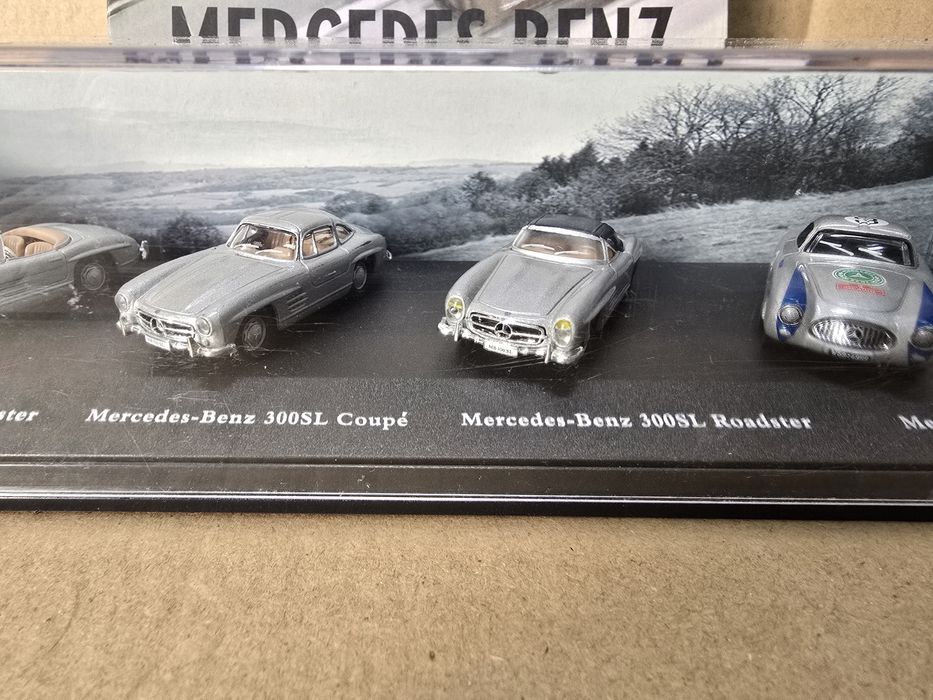 MERCEDES BENZ
ster Mercedes-Benz 300SL Coupé Mercedes-Benz 300SL Roadster Me